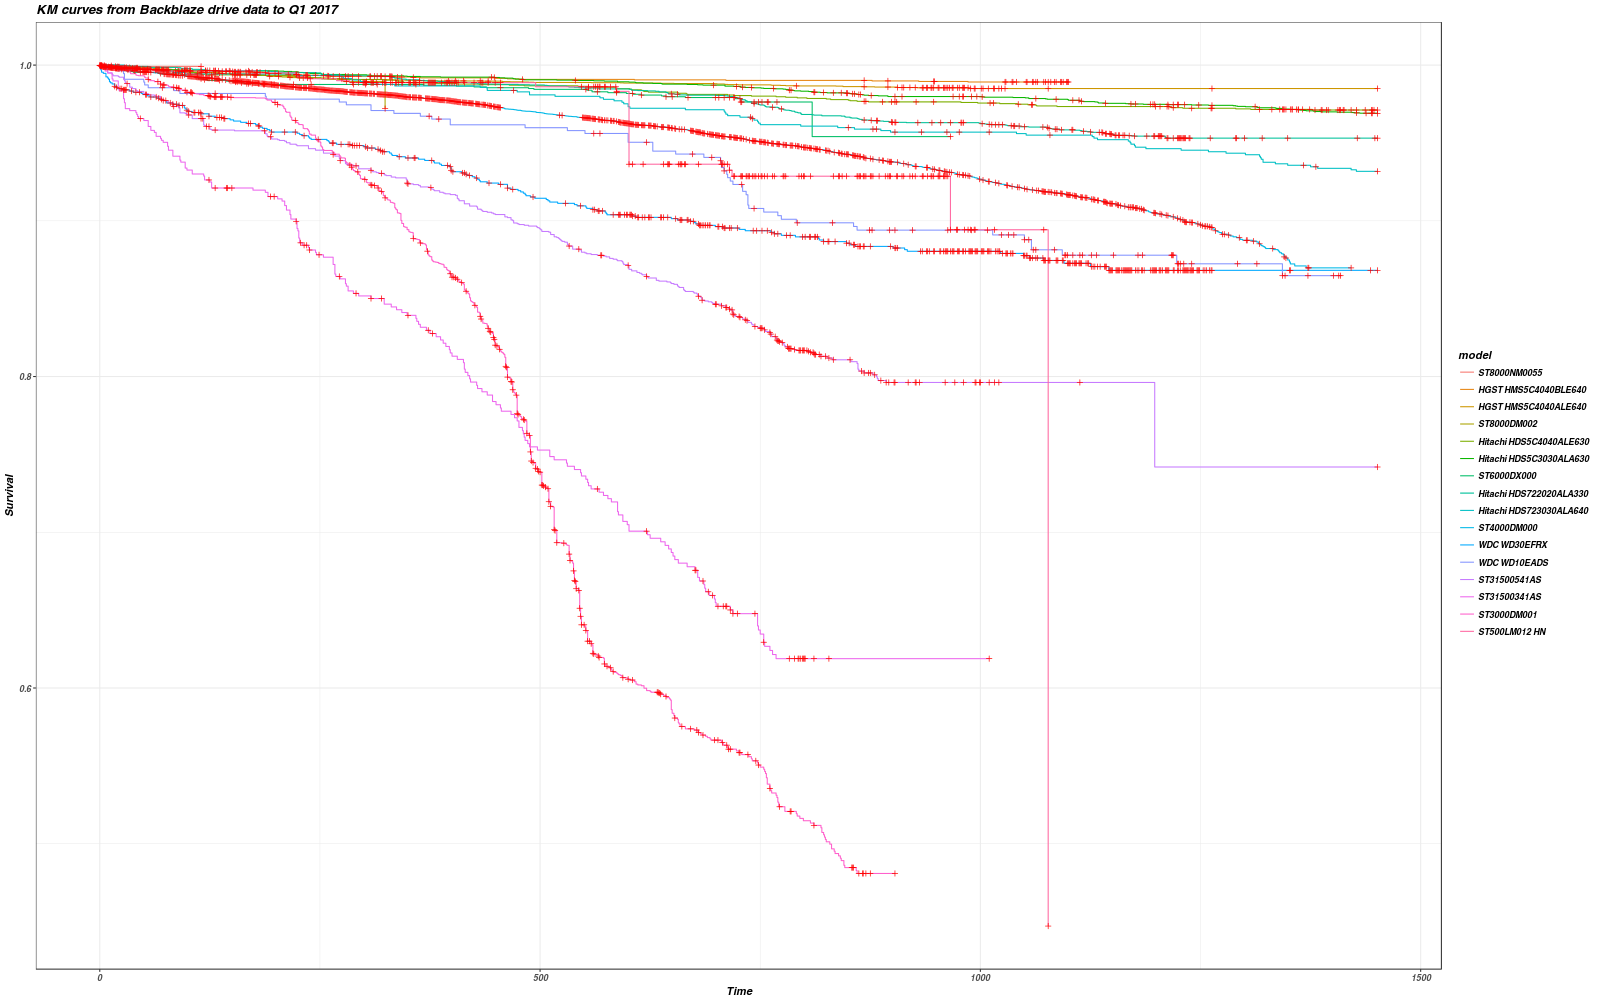 KM curves from Backblaze drive data to Q1 2017
1.0
0.8
0.6
Survival
0
500
1000
1500
Time
model
ST8000NM0055
HGST HMS5C4040BLE640
HGST HMS5C4040ALE640
ST8000DM002
Hitachi HDS5C4040ALE630
Hitachi HDS5C3030ALA630
ST6000DX000
Hitachi HDS722020ALA330
Hitachi HDS723030ALA640
ST4000DM000
WDC WD30EFRX
WDC WD10EADS
ST31500541AS
ST31500341AS
ST3000DM001
ST500LM012 HN